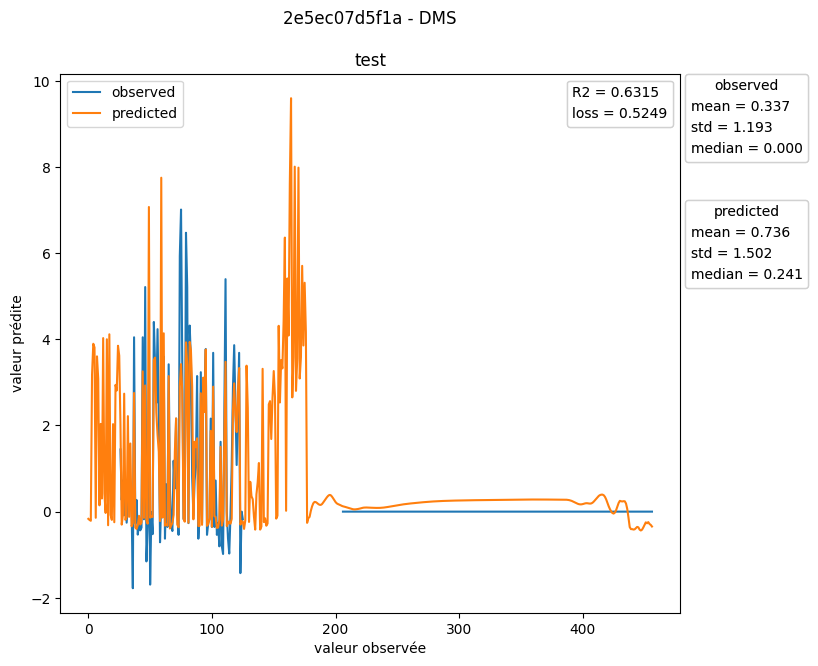 2e5ec07d5f1a - DMS
test
observed
predicted
R2 = 0.6315
loss = 0.5249
observed
mean = 0.337
std = 1.193
median = 0.000
predicted
mean = 0.736
std = 1.502
median = 0.241
10
8
6
4
2
0
−2
valeur prédite
0
100
200
300
400
valeur observée